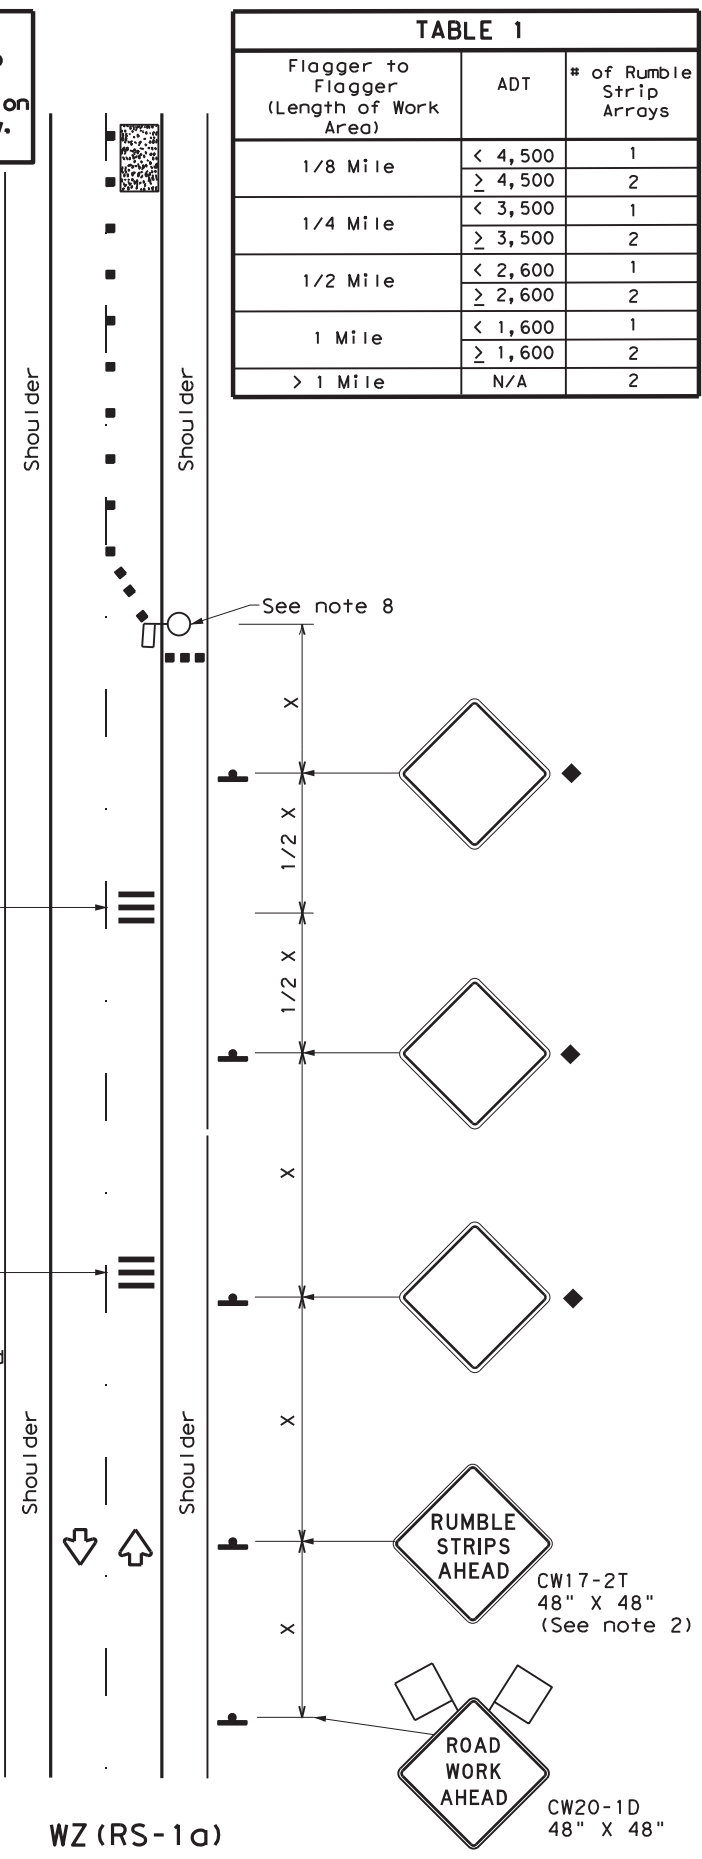 on
TABLE 1
Flagger to
Flagger
(Length of Work
Area)
ADT
# of Rumble
Strip
Arrays
1/8 Mile
< 4,500
1
≥ 4,500
2
1/4 Mile
< 3,500
1
≥ 3,500
2
1/2 Mile
< 2,600
1
≥ 2,600
2
1 Mile
< 1,600
1
≥ 1,600
2
> 1 Mile
N/A
2
Shoulder
Shoulder
See note 8
X
1/2 X
1/2 X
X
X
X
Shoulder
Shoulder
RUMBLE
STRIPS
AHEAD
CW17-2T
48" X 48"
(See note 2)
ROAD
WORK
AHEAD
CW20-1D
48" X 48"
WZ(RS-1a)